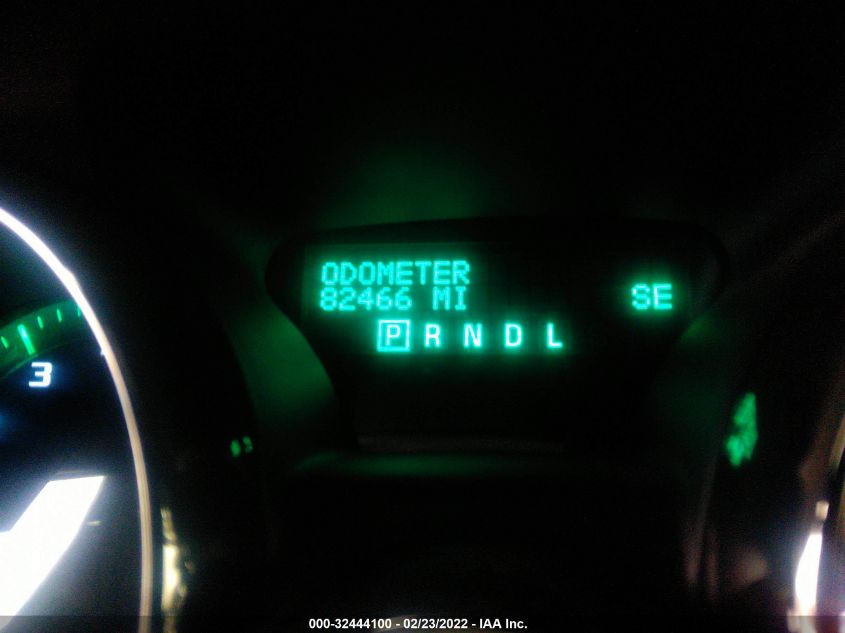 ODOMETER
82466 MI
SE
P R N D L
3
000-32444100 - 02/23/2022 - IAA Inc.